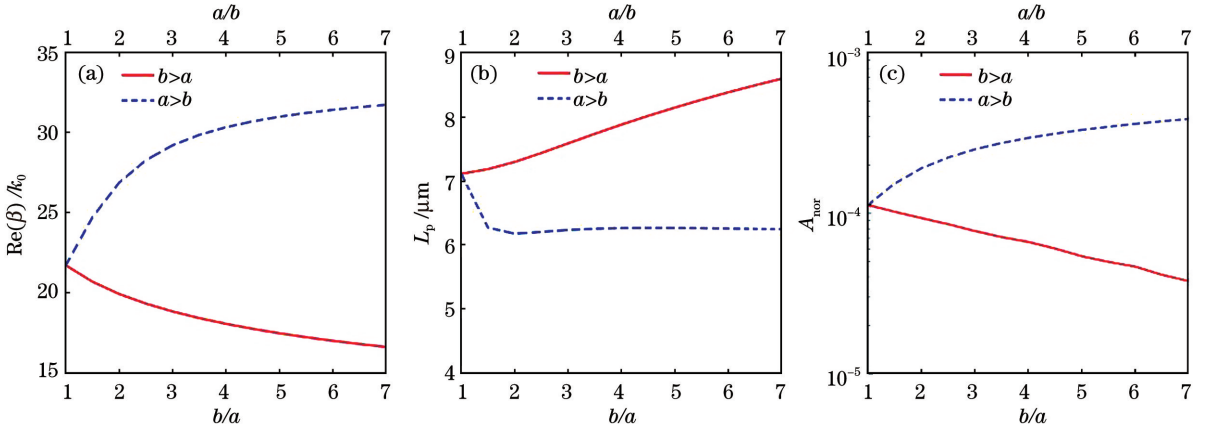 a/b
1 2 3 4 5 6 7
35
30
25
20
15
Re(β) /k₀
(a)
b>a
a>b
1 2 3 4 5 6 7
b/a
a/b
1 2 3 4 5 6 7
9
8
7
6
5
4
Lₚ /μm
(b)
b>a
a>b
1 2 3 4 5 6 7
b/a
a/b
1 2 3 4 5 6 7
10⁻³
10⁻⁴
10⁻⁵
Aₙₒᵣ
(c)
b>a
a>b
1 2 3 4 5 6 7
b/a